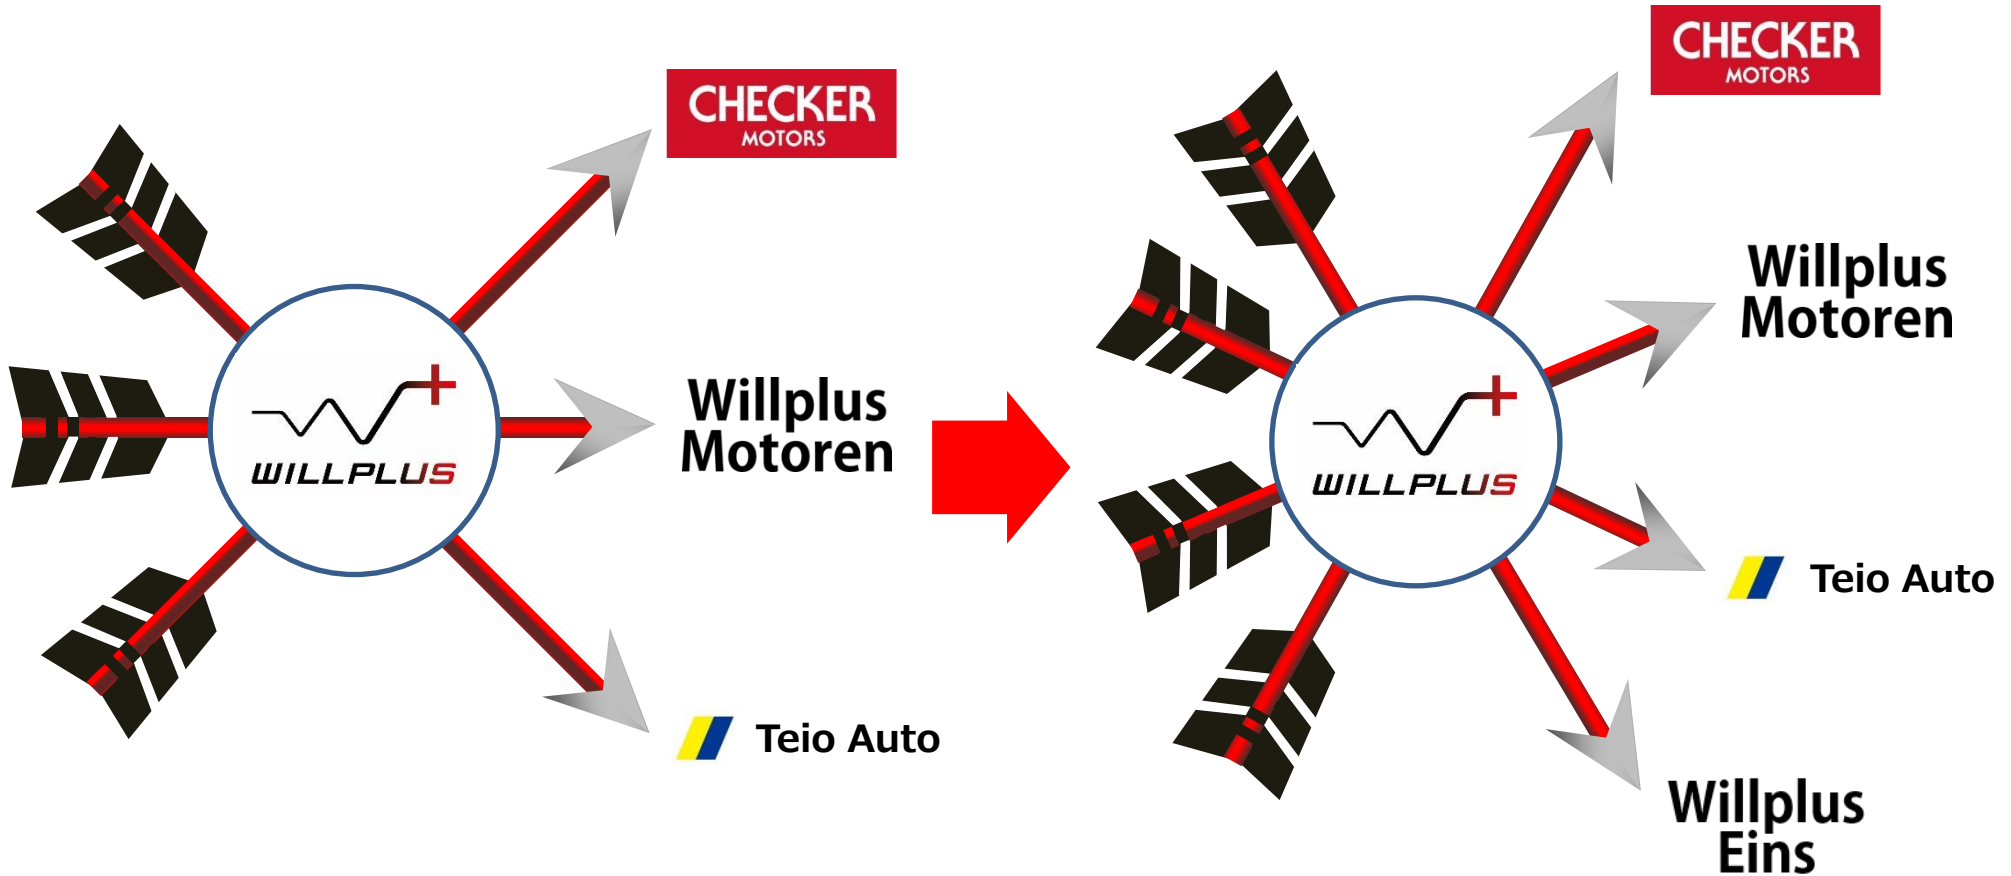 CHECKER
MOTORS
Willplus
Motoren
WILLPLUS
Teio Auto
CHECKER
MOTORS
Willplus
Motoren
WILLPLUS
Teio Auto
Willplus
Eins